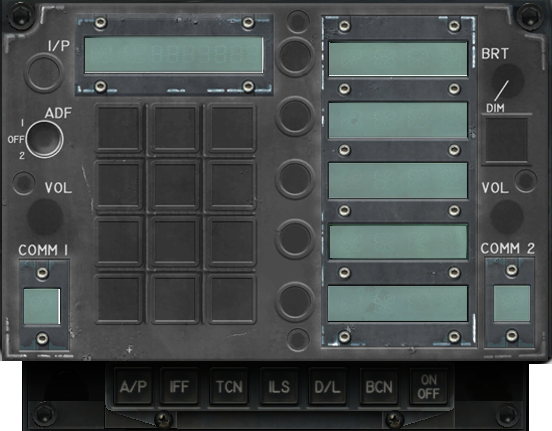 I/P
BRT
ADF
1
OFF
2
DIM
VOL
VOL
COMM 1
COMM 2
A/P
IFF
TCN
ILS
D/L
BCN
ON
OFF